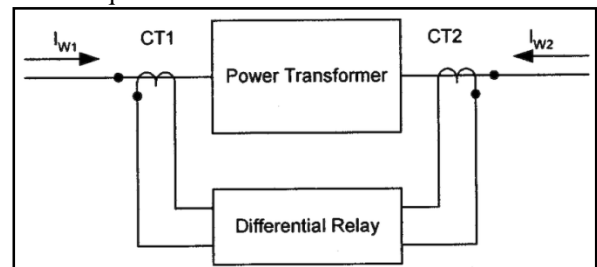 I_W1
CT1
CT2
I_W2
Power Transformer
Differential Relay